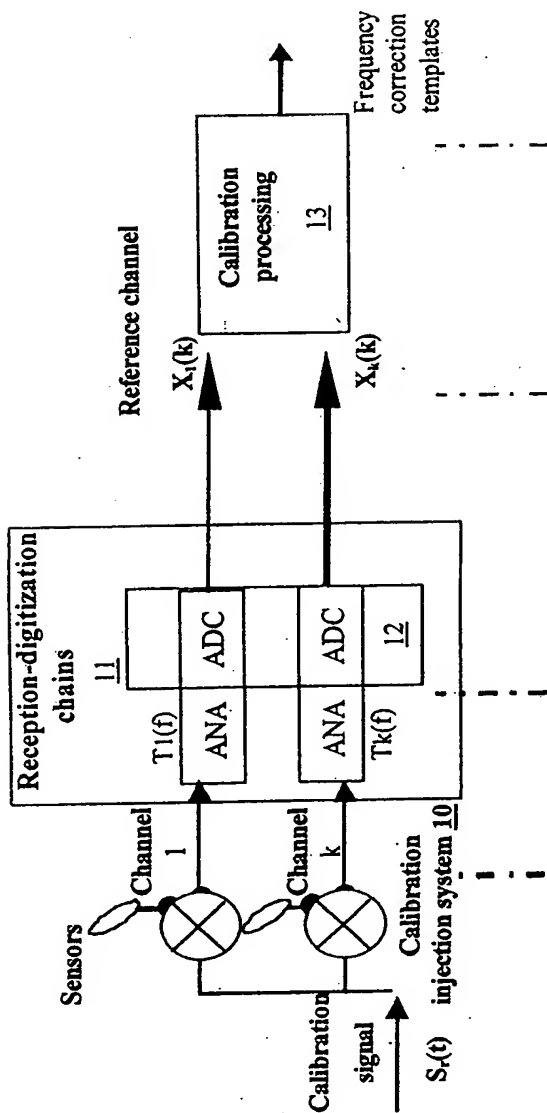 Sensors
Channel
1
Channel
k
Calibration
signal
Sᵣ(t)
Calibration
injection system 10
Reception-digitization
chains
11
T1(f)
ANA
ADC
ANA
ADC
Tk(f)
12
Reference channel
X₁(k)
Xₖ(k)
Calibration
processing
13
Frequency
correction
templates